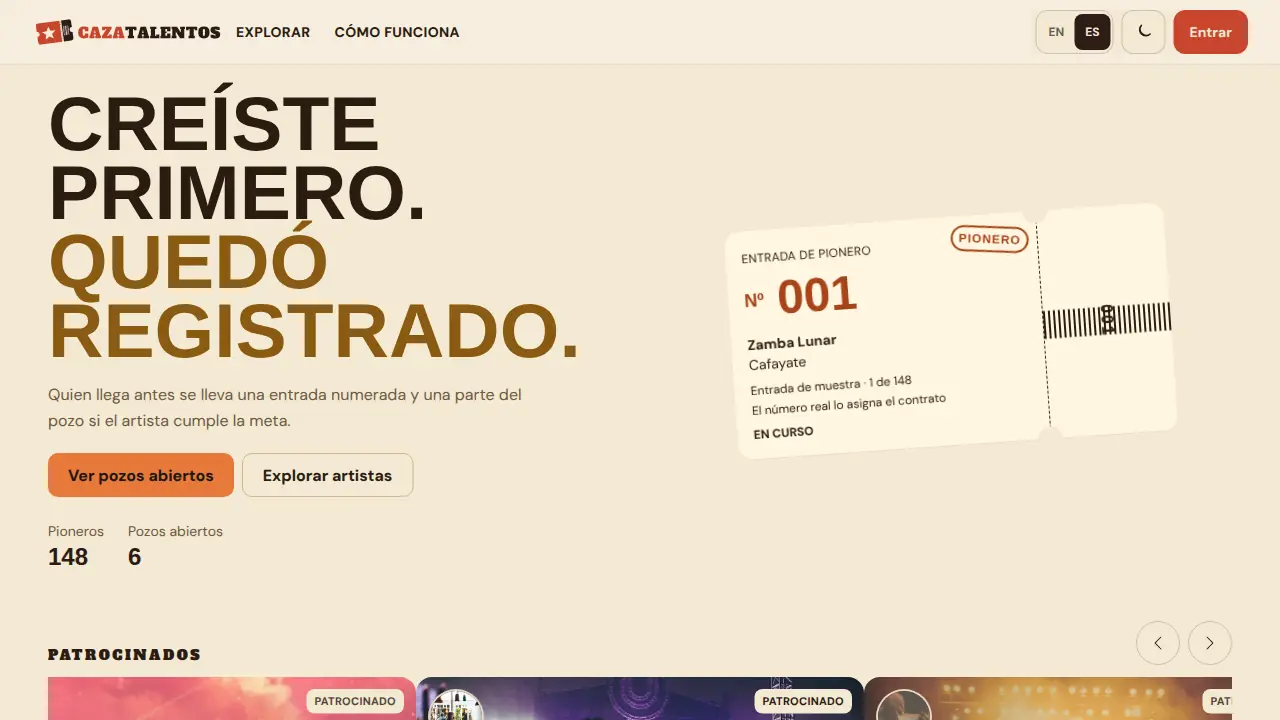 CAZATALENTOS
EXPLORAR
CÓMO FUNCIONA
EN
ES
Entrar
CREÍSTE
PRIMERO.
QUEDÓ
REGISTRADO.
Quien llega antes se lleva una entrada numerada y una parte del
pozo si el artista cumple la meta.
Ver pozos abiertos
Explorar artistas
Pioneros
148
Pozos abiertos
6
ENTRADA DE PIONERO
PIONERO
Nº 001
Zamba Lunar
Cafayate
Entrada de muestra · 1 de 148
El número real lo asigna el contrato
EN CURSO
001
PATROCINADOS
PATROCINADO
PATROCINADO